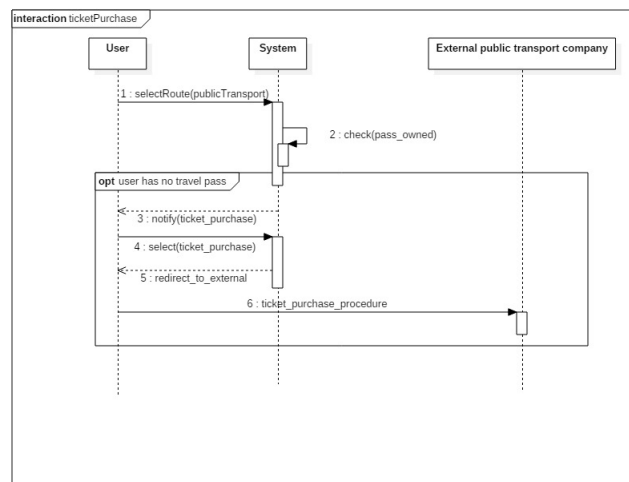 interaction ticketPurchase
User
System
External public transport company
1 : selectRoute(publicTransport)
2 : check(pass_owned)
opt user has no travel pass
3 : notify(ticket_purchase)
4 : select(ticket_purchase)
5 : redirect_to_external
6 : ticket_purchase_procedure